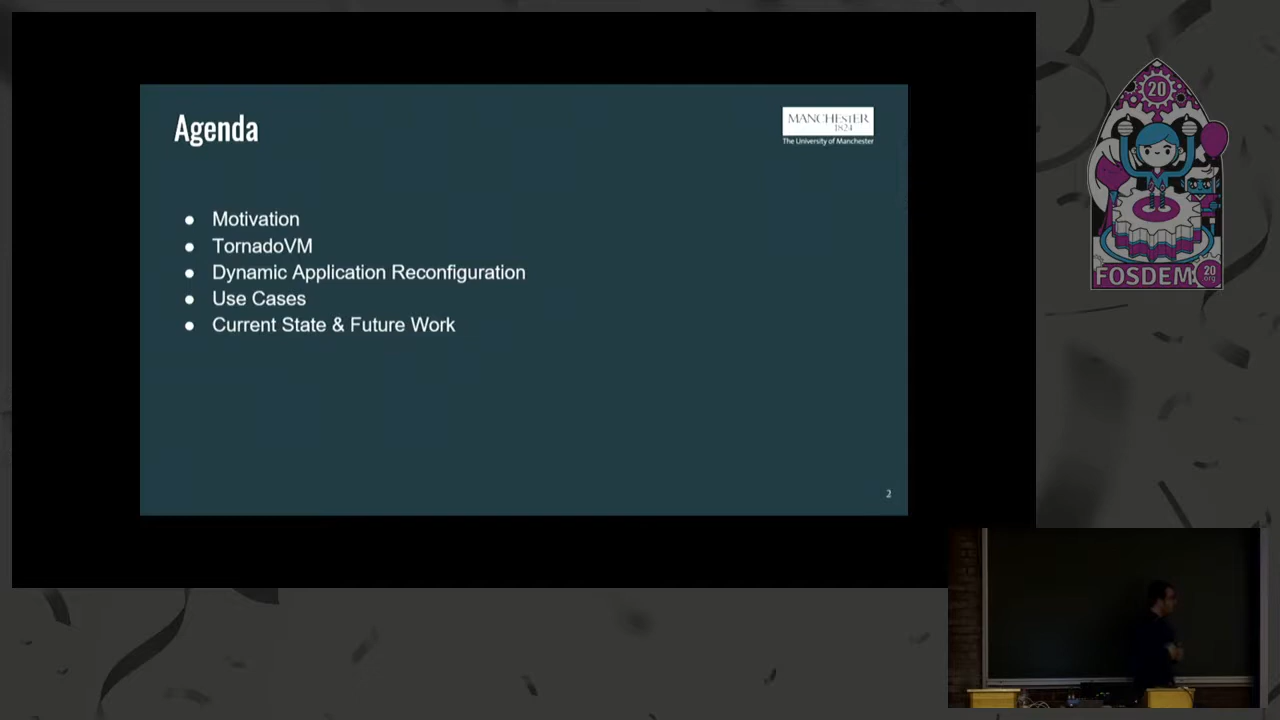 Agenda
MANCHESTER
1824
The University of Manchester
● Motivation
● TornadoVM
● Dynamic Application Reconfiguration
● Use Cases
● Current State & Future Work
2
20
FOSDEM
20
.org